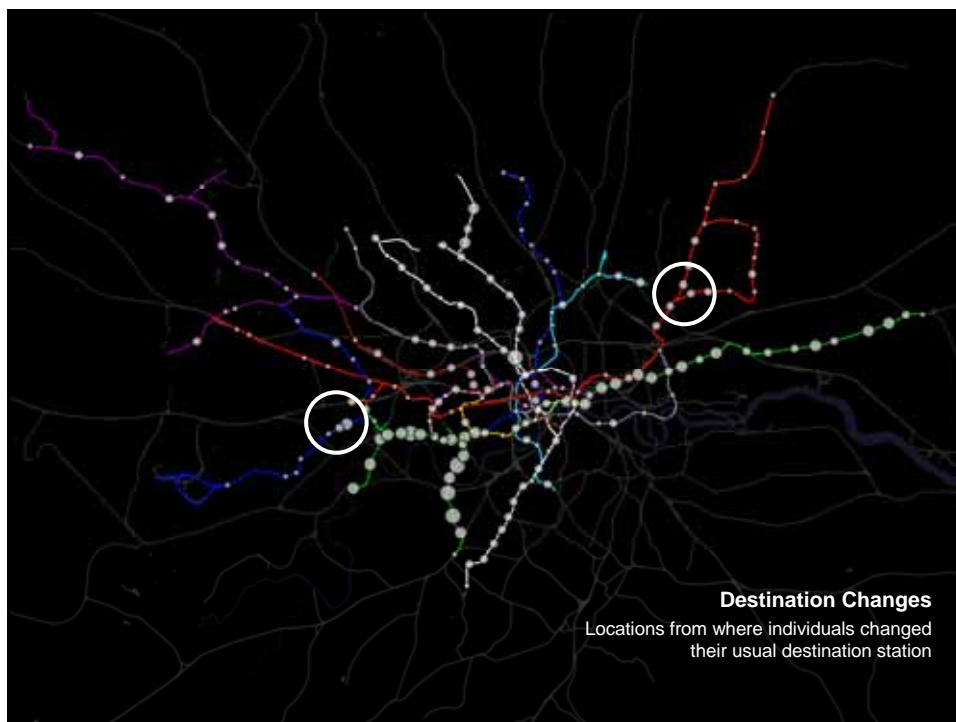 Destination Changes
Locations from where individuals changed
their usual destination station